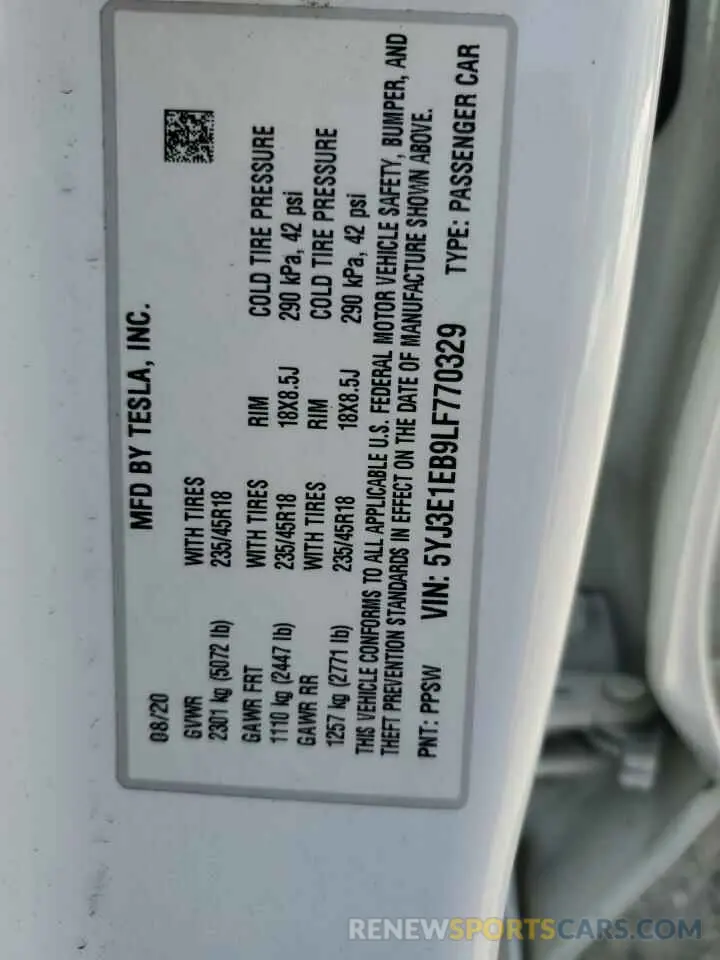 MFD BY TESLA, INC.
08/20
GVWR WITH TIRES
2301 kg (5072 lb) 235/45R18
GAWR FRT WITH TIRES RIM COLD TIRE PRESSURE
1110 kg (2447 lb) 235/45R18 18X8.5J 290 kPa, 42 psi
GAWR RR WITH TIRES RIM COLD TIRE PRESSURE
1257 kg (2771 lb) 235/45R18 18X8.5J 290 kPa, 42 psi
THIS VEHICLE CONFORMS TO ALL APPLICABLE U.S. FEDERAL MOTOR VEHICLE SAFETY, BUMPER, AND
THEFT PREVENTION STANDARDS IN EFFECT ON THE DATE OF MANUFACTURE SHOWN ABOVE.
PNT: PPSW VIN: 5YJ3E1EB9LF770329 TYPE: PASSENGER CAR
RENEWSPORTSCARS.COM